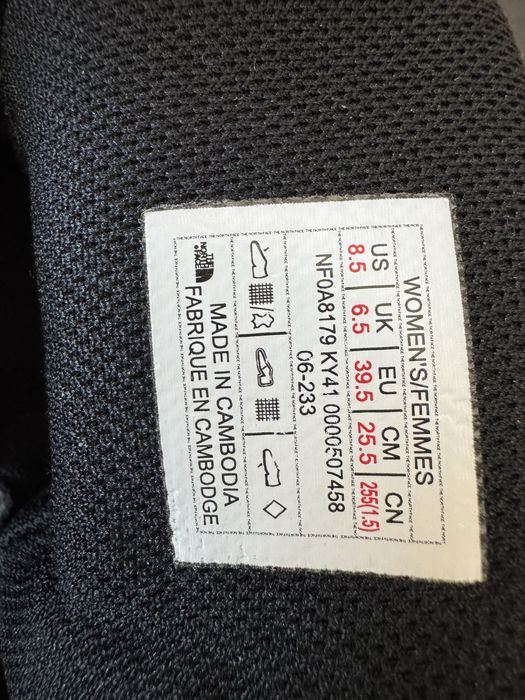 WOMEN'S/FEMMES
US | UK | EU | CM | CN
8.5 | 6.5 | 39.5 | 25.5 | 255(1.5)
NF0A8179 KY41 0000507458
06-233
MADE IN CAMBODIA
FABRIQUE EN CAMBODGE
THE
NORTH
FACE